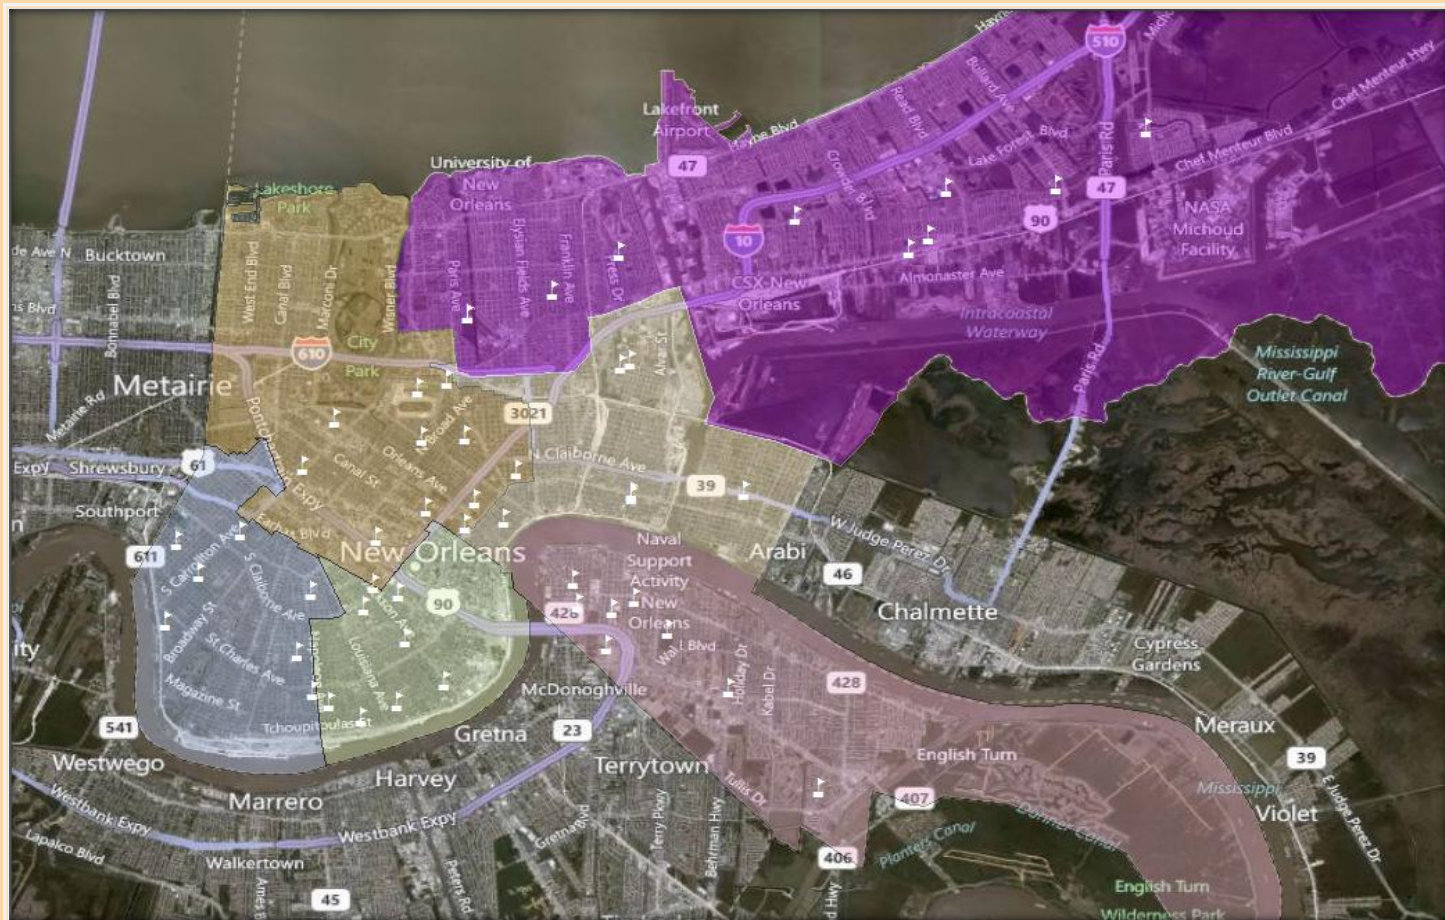 510
Chef Menteur Hwy
Bullard Ave
Read Blvd
Lakefront
Airport
Lake Forest Blvd
Paris Rd
Chef Menteur Blvd
University of
New
Orleans
47
47
90
NASA
Michoud
Facility
10
Lakeshore
Park
Bucktown
Bonnabel Blvd
West End Blvd
Canal Blvd
Marconi Dr
Wisner Blvd
Paris Ave
Elysian Fields Ave
Franklin Ave
CSX-New
Orleans
Almonaster Ave
Intracoastal
Waterway
Mississippi
River-Gulf
Outlet Canal
610
City
Park
Alvar St
Paris Rd
Metairie
Metairie Rd
3021
N Broad Ave
Orleans Ave
Canal St
N Claiborne Ave
39
Expy
Shrewsbury
61
Southport
Earhart Blvd
New Orleans
W Judge Perez Dr
Arabi
46
Naval
Support
Activity
New
Orleans
611
S Carrollton Ave
S Claiborne Ave
Broadway St
St Charles Ave
Magazine St
Louisiana Ave
90
428
Chalmette
Cypress
Gardens
Holiday Dr
Kabel Dr
428
McDonoghville
541
Tchoupitoulas St
Gretna
23
Meraux
39
Westwego
Harvey
Terrytown
English Turn
Marrero
Tullis Dr
407
Mississippi
Violet
E Judge Perez Dr
Westbank Expy
Westbank Expy
Lapalco Blvd
Walkertown
Gretna Blvd
Terry Pkwy
Behrman Hwy
Planters Canal
406
45
Peters Rd
English Turn
Wilderness Park